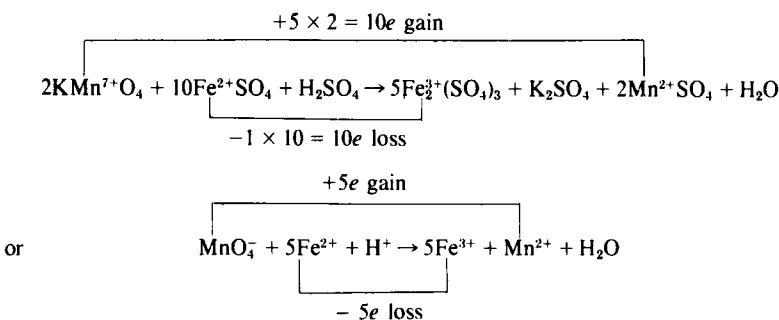 +5 × 2 = 10e gain
2KMn⁷⁺O₄ + 10Fe²⁺SO₄ + H₂SO₄ → 5Fe₂³⁺(SO₄)₃ + K₂SO₄ + 2Mn²⁺SO₄ + H₂O
−1 × 10 = 10e loss
+5e gain
or MnO₄⁻ + 5Fe²⁺ + H⁺ → 5Fe³⁺ + Mn²⁺ + H₂O
− 5e loss